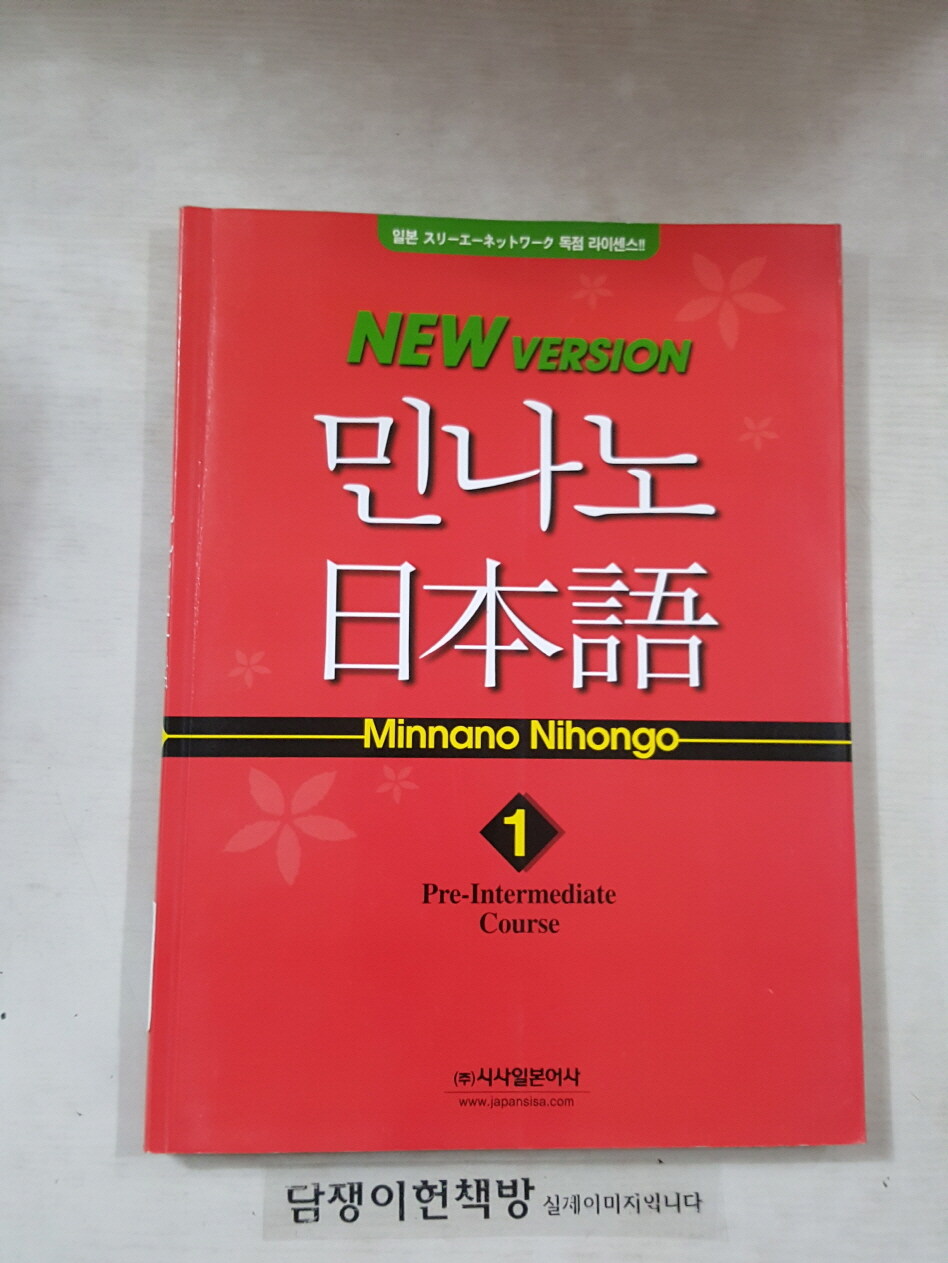 일본 スリーエーネットワーク 독점 라이센스!!
NEW VERSION
민나노
日本語
Minnano Nihongo
1
Pre-Intermediate
Course
(주)시사일본어사
www.japansisa.com
담쟁이헌책방 실제이미지입니다